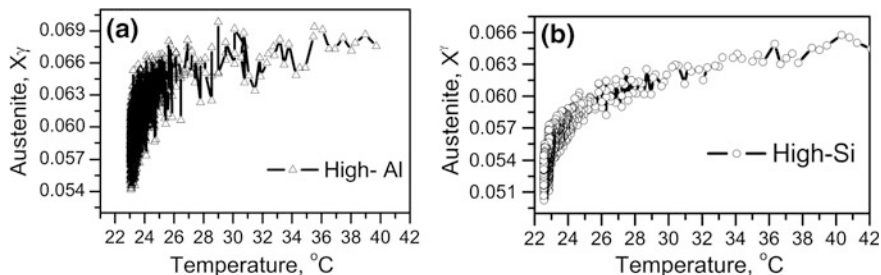 (a)
Austenite, Xγ
0.069
0.066
0.063
0.060
0.057
0.054
High- Al
22 24 26 28 30 32 34 36 38 40 42
Temperature, °C
(b)
Austenite, X^γ
0.066
0.063
0.060
0.057
0.054
0.051
High-Si
22 24 26 28 30 32 34 36 38 40 42
Temperature, °C